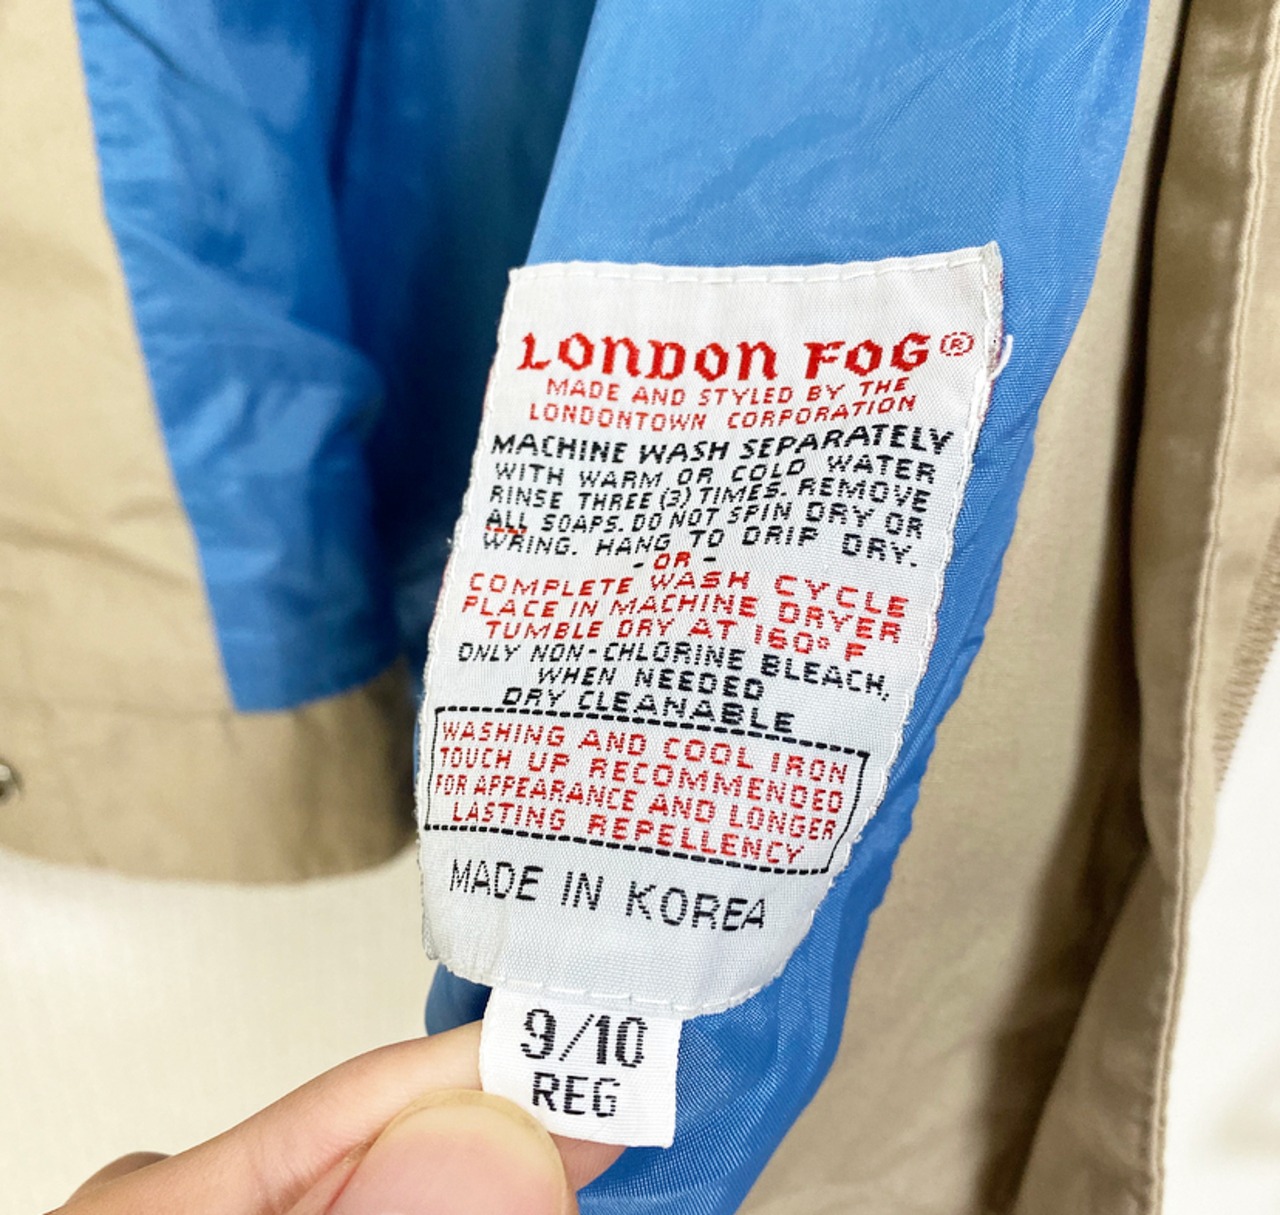 LONDON FOG®
MADE AND STYLED BY THE
LONDONTOWN CORPORATION
MACHINE WASH SEPARATELY
WITH WARM OR COLD WATER
RINSE THREE (3) TIMES. REMOVE
ALL SOAPS. DO NOT SPIN DRY OR
WRING. HANG TO DRIP DRY.
- OR -
COMPLETE WASH CYCLE
PLACE IN MACHINE DRYER
TUMBLE DRY AT 160° F
ONLY NON-CHLORINE BLEACH,
WHEN NEEDED
DRY CLEANABLE
WASHING AND COOL IRON
TOUCH UP RECOMMENDED
FOR APPEARANCE AND LONGER
LASTING REPELLENCY
MADE IN KOREA
9/10
REG